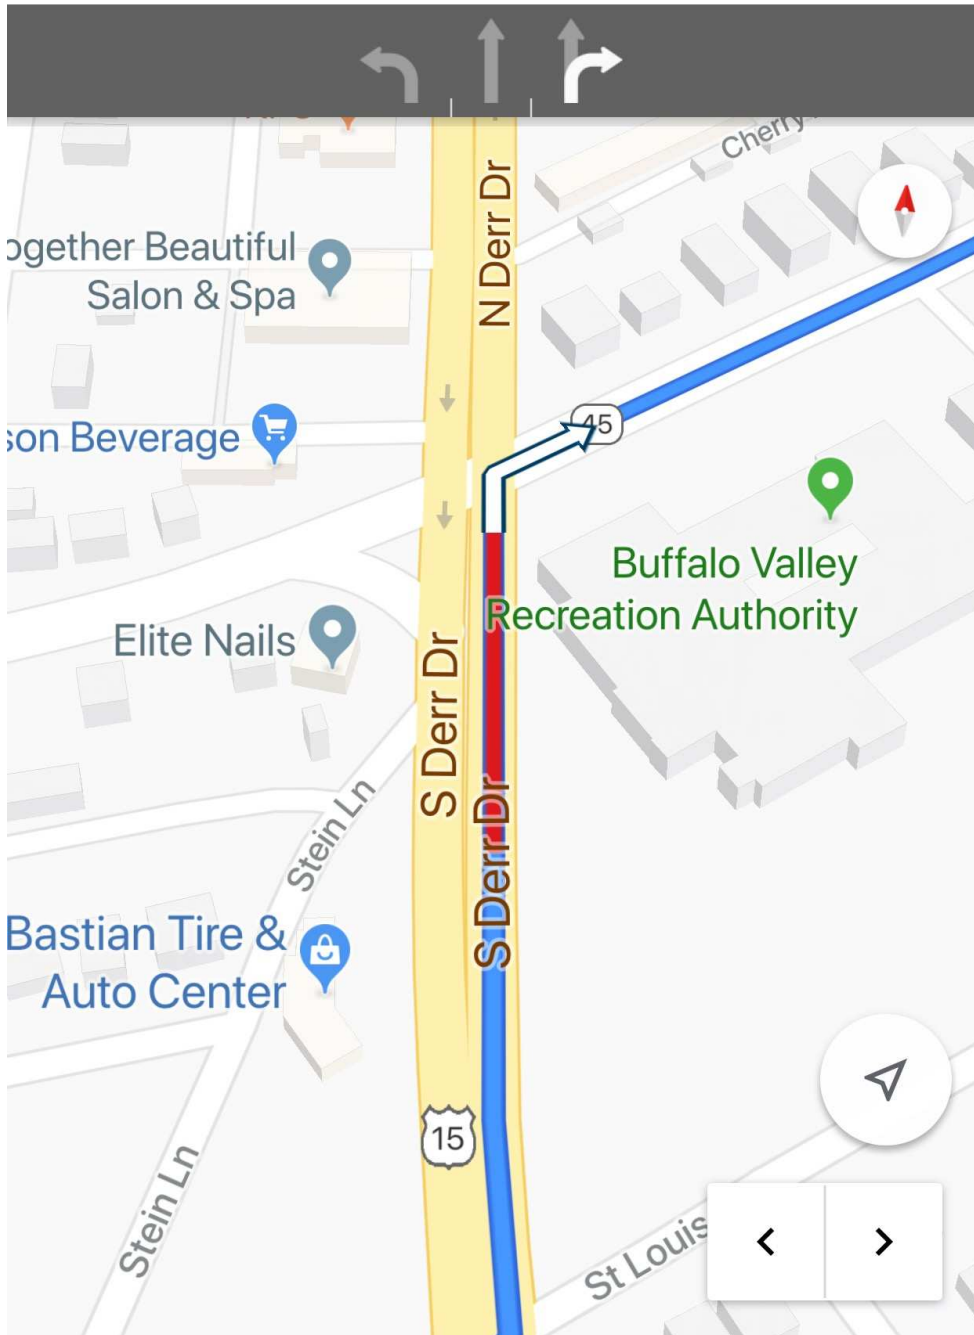 Cherry
N Derr Dr
ogether Beautiful
Salon & Spa
son Beverage
45
Buffalo Valley
Recreation Authority
Elite Nails
S Derr Dr
S Derr Dr
Stein Ln
Bastian Tire &
Auto Center
15
Stein Ln
St Louis